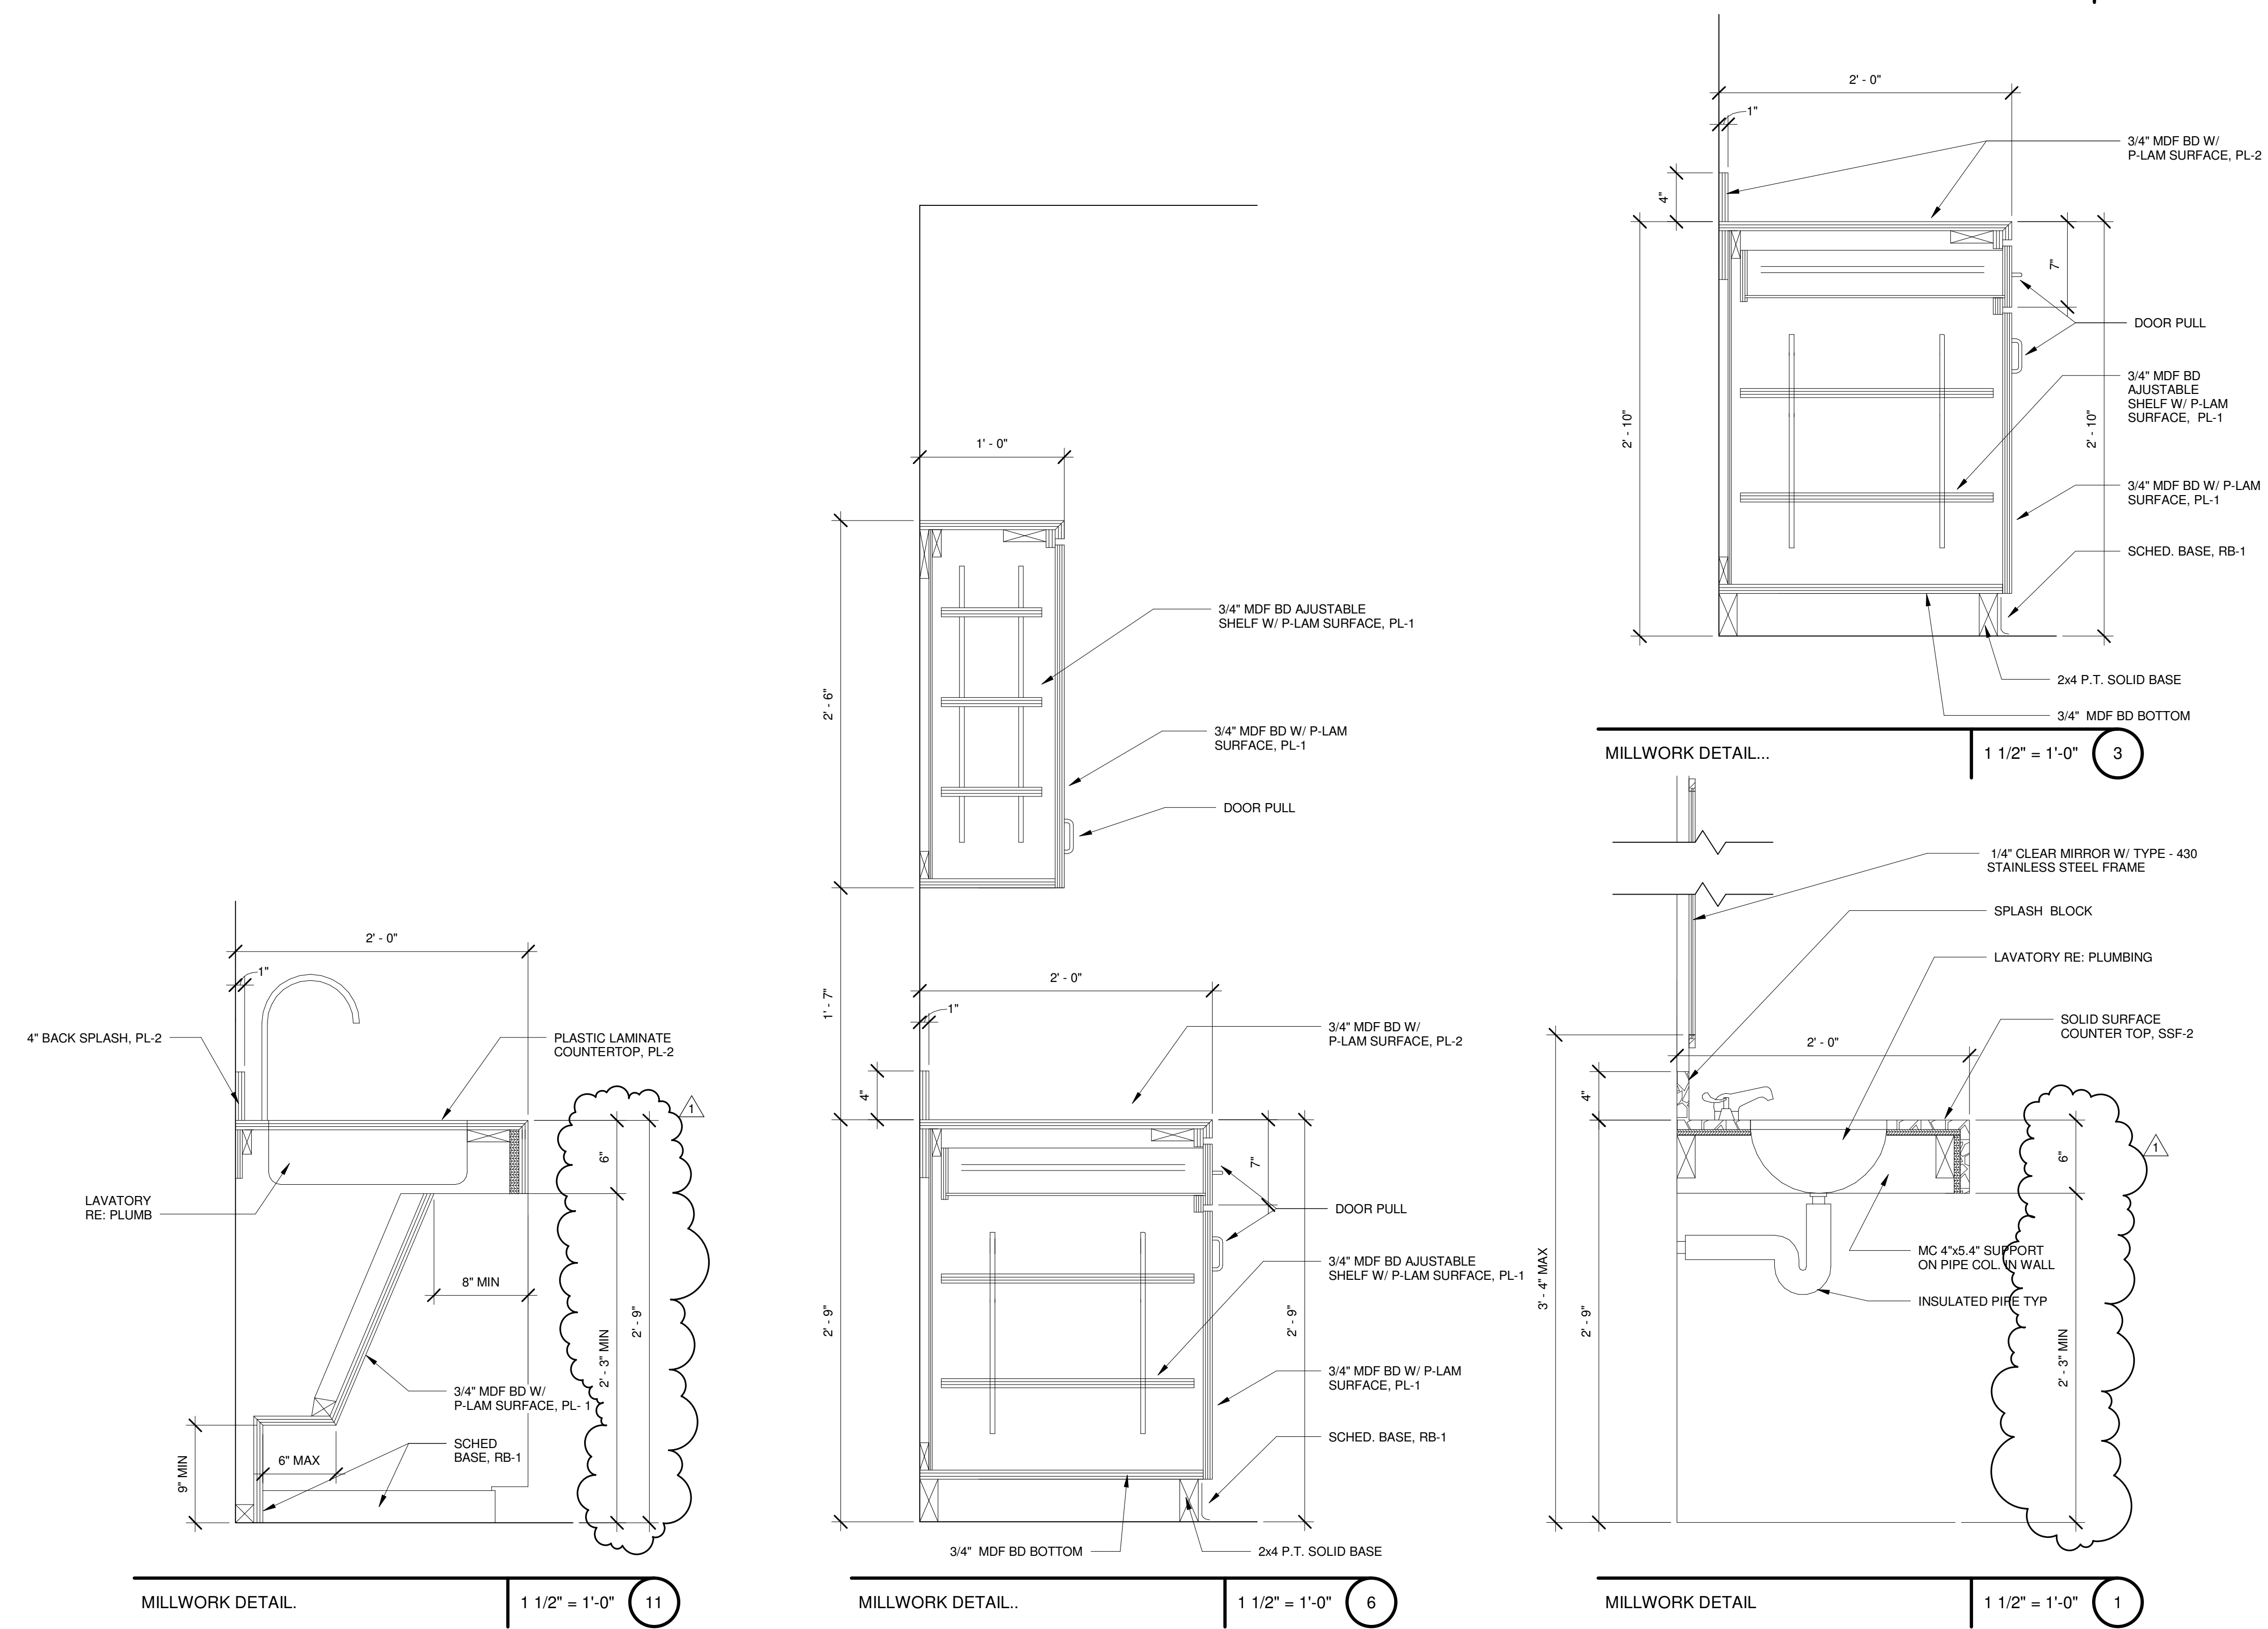 2' - 0"
1"
4" BACK SPLASH, PL-2
PLASTIC LAMINATE
COUNTERTOP, PL-2
1
6"
LAVATORY
RE: PLUMB
8" MIN
2' - 9"
2' - 3" MIN
3/4" MDF BD W/
P-LAM SURFACE, PL- 1
SCHED
BASE, RB-1
6" MAX
9" MIN
MILLWORK DETAIL.
1 1/2" = 1'-0"
11
1' - 0"
2' - 6"
3/4" MDF BD AJUSTABLE
SHELF W/ P-LAM SURFACE, PL-1
3/4" MDF BD W/ P-LAM
SURFACE, PL-1
DOOR PULL
1' - 7"
2' - 0"
1"
3/4" MDF BD W/
P-LAM SURFACE, PL-2
4"
7"
DOOR PULL
3/4" MDF BD AJUSTABLE
SHELF W/ P-LAM SURFACE, PL-1
2' - 9"
2' - 9"
3/4" MDF BD W/ P-LAM
SURFACE, PL-1
SCHED. BASE, RB-1
3/4" MDF BD BOTTOM
2x4 P.T. SOLID BASE
MILLWORK DETAIL..
1 1/2" = 1'-0"
6
2' - 0"
1"
3/4" MDF BD W/
P-LAM SURFACE, PL-2
4"
7"
DOOR PULL
3/4" MDF BD
AJUSTABLE
SHELF W/ P-LAM
SURFACE, PL-1
2' - 10"
2' - 10"
3/4" MDF BD W/ P-LAM
SURFACE, PL-1
SCHED. BASE, RB-1
2x4 P.T. SOLID BASE
3/4" MDF BD BOTTOM
MILLWORK DETAIL...
1 1/2" = 1'-0"
3
1/4" CLEAR MIRROR W/ TYPE - 430
STAINLESS STEEL FRAME
SPLASH BLOCK
LAVATORY RE: PLUMBING
SOLID SURFACE
COUNTER TOP, SSF-2
2' - 0"
4"
1
6"
MC 4"x5.4" SUPPORT
ON PIPE COL. IN WALL
INSULATED PIPE TYP
3' - 4" MAX
2' - 9"
2' - 3" MIN
MILLWORK DETAIL
1 1/2" = 1'-0"
1